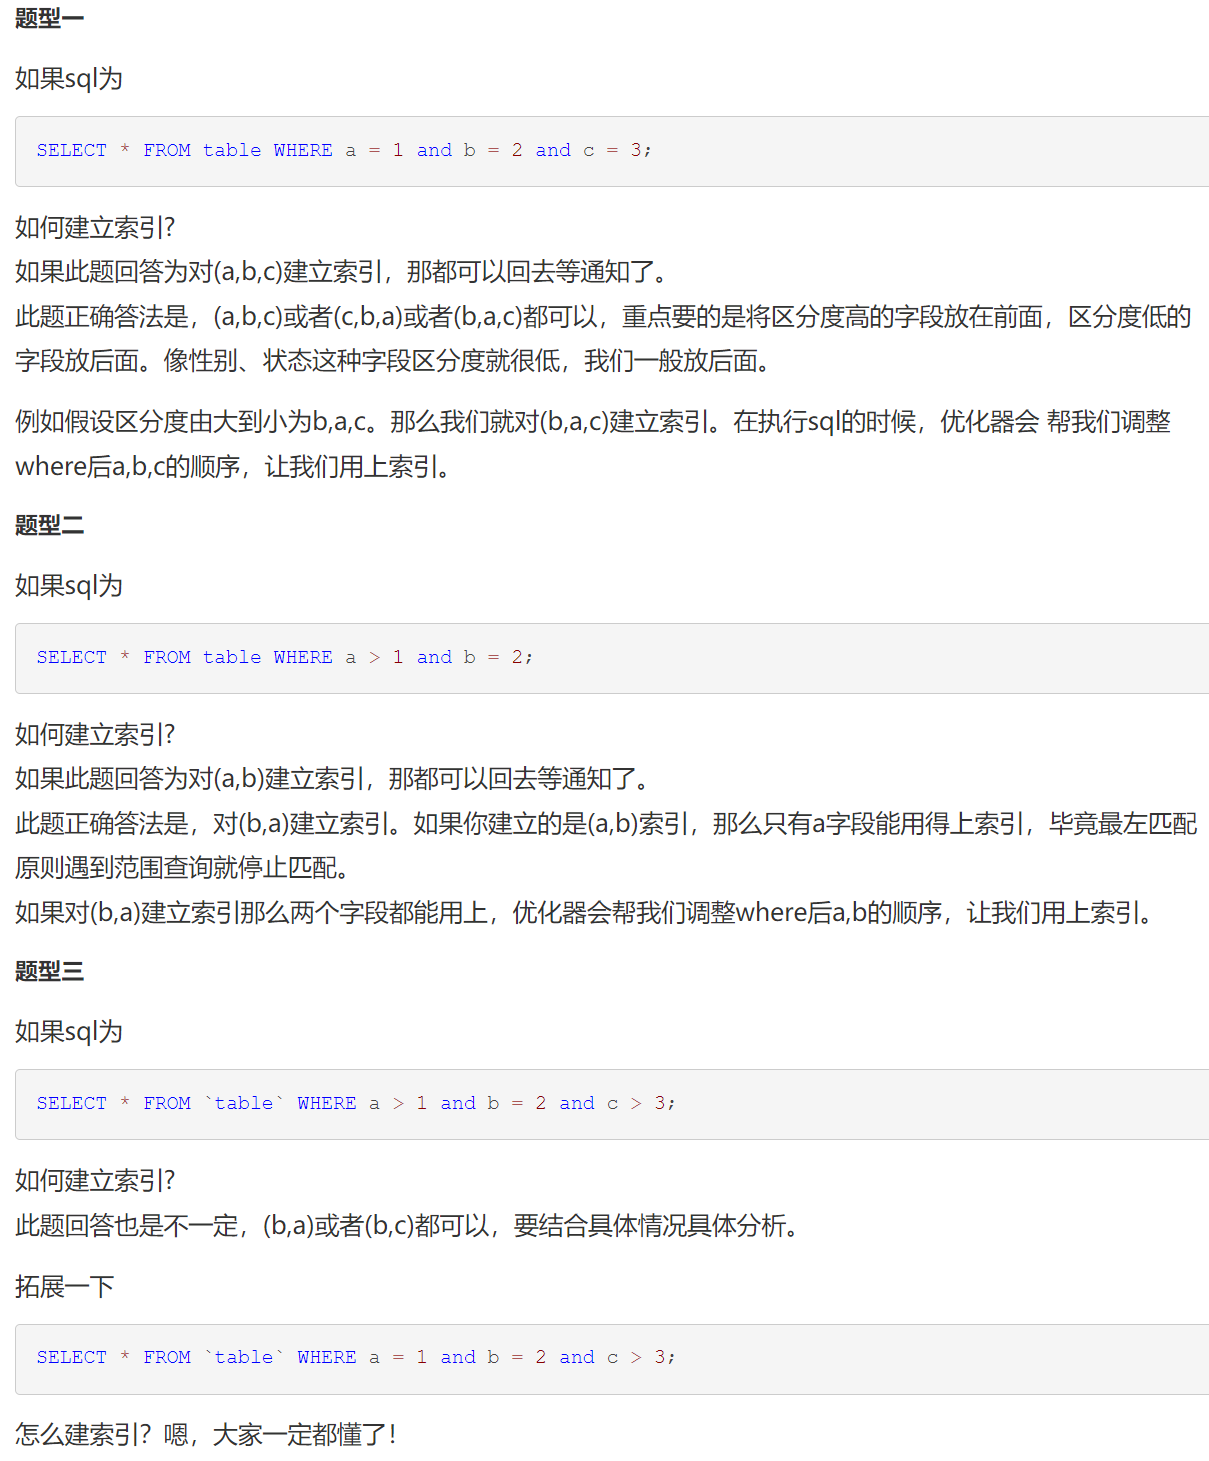 题型一
如果sql为
SELECT * FROM table WHERE a = 1 and b = 2 and c = 3;
如何建立索引?
如果此题回答为对(a,b,c)建立索引，那都可以回去等通知了。
此题正确答法是，(a,b,c)或者(c,b,a)或者(b,a,c)都可以，重点要的是将区分度高的字段放在前面，区分度低的
字段放后面。像性别、状态这种字段区分度就很低，我们一般放后面。
例如假设区分度由大到小为b,a,c。那么我们就对(b,a,c)建立索引。在执行sql的时候，优化器会 帮我们调整
where后a,b,c的顺序，让我们用上索引。
题型二
如果sql为
SELECT * FROM table WHERE a > 1 and b = 2;
如何建立索引?
如果此题回答为对(a,b)建立索引，那都可以回去等通知了。
此题正确答法是，对(b,a)建立索引。如果你建立的是(a,b)索引，那么只有a字段能用得上索引，毕竟最左匹配
原则遇到范围查询就停止匹配。
如果对(b,a)建立索引那么两个字段都能用上，优化器会帮我们调整where后a,b的顺序，让我们用上索引。
题型三
如果sql为
SELECT * FROM `table` WHERE a > 1 and b = 2 and c > 3;
如何建立索引?
此题回答也是不一定，(b,a)或者(b,c)都可以，要结合具体情况具体分析。
拓展一下
SELECT * FROM `table` WHERE a = 1 and b = 2 and c > 3;
怎么建索引？嗯，大家一定都懂了！